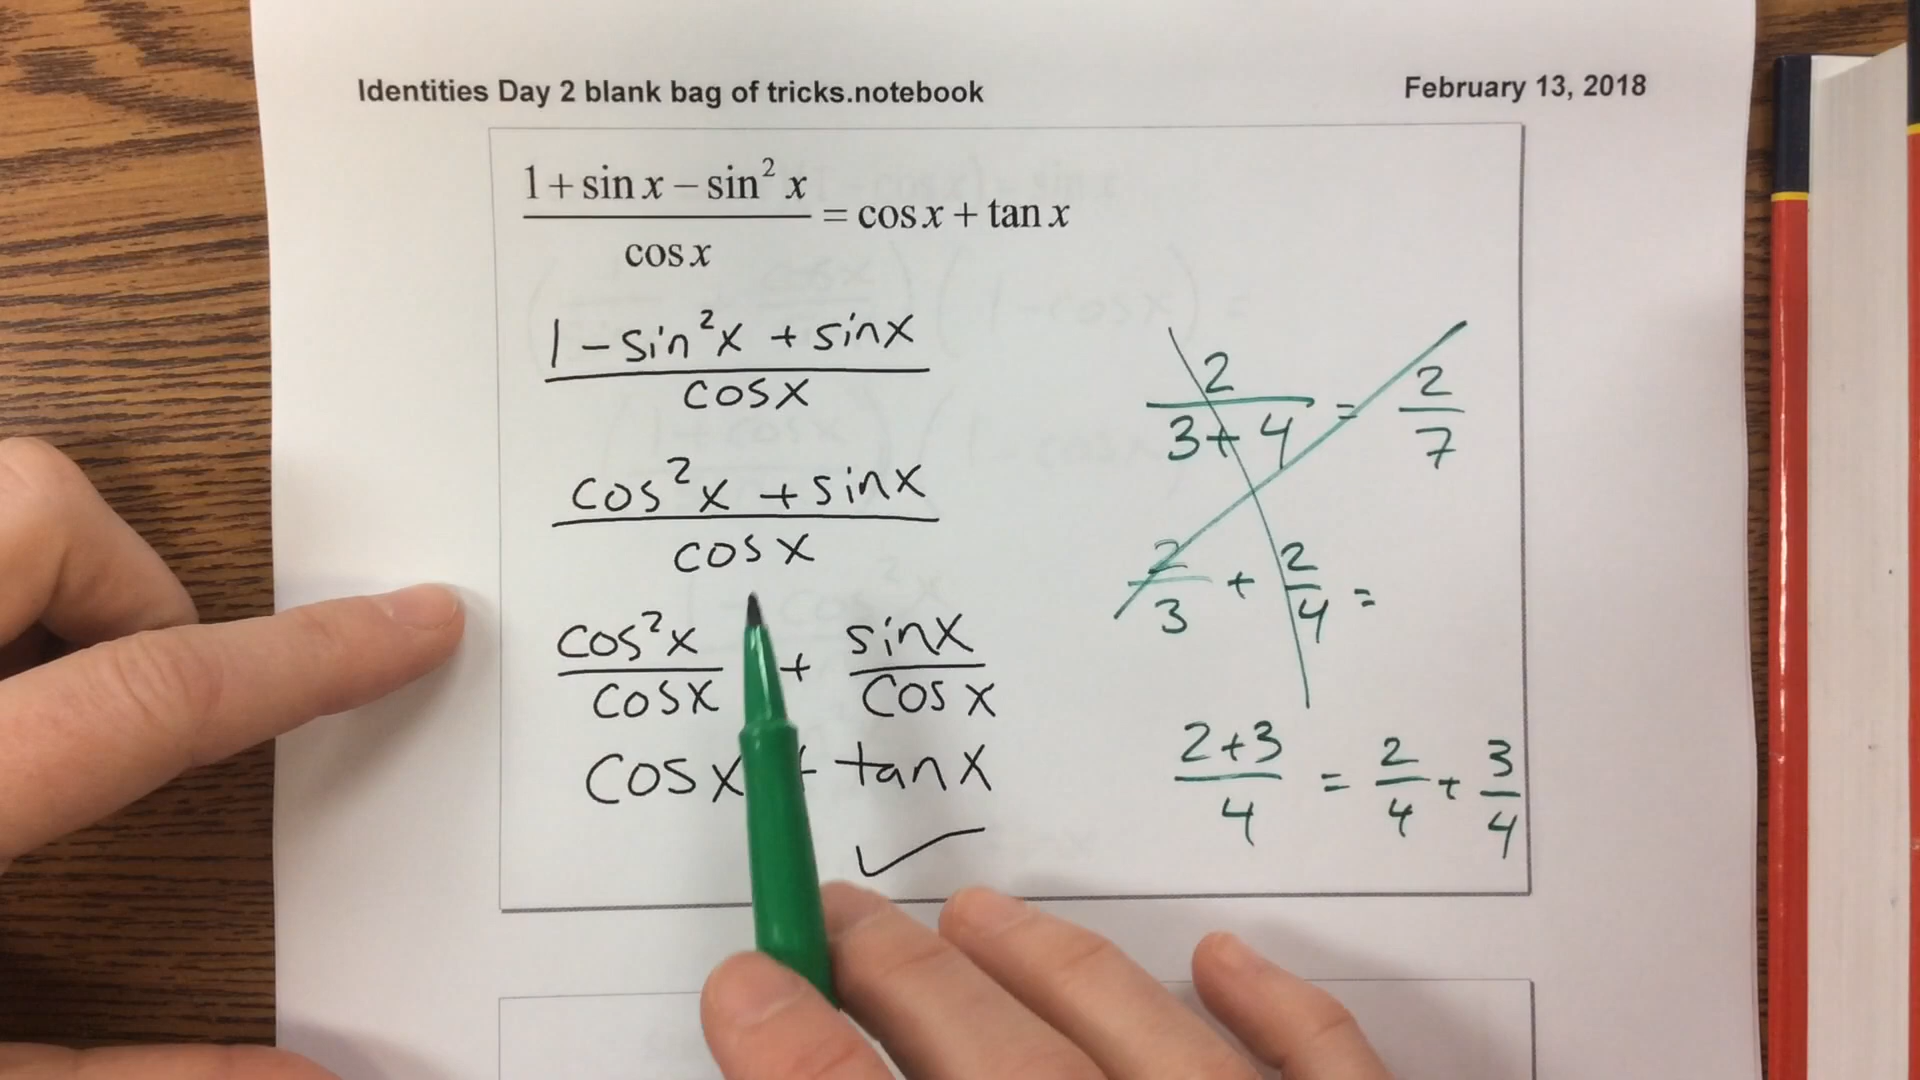 Identities Day 2 blank bag of tricks.notebook
February 13, 2018
1 + sin x − sin² x
= cos x + tan x
cos x
1 − sin²x + sinx
cosx
cos²x + sinx
cosx
cos²x + sinx
cosx cosx
cosx + tanx
✓
2 = 2
3+4 7
2 + 2 =
3 4
2+3 = 2 + 3
4 4 4